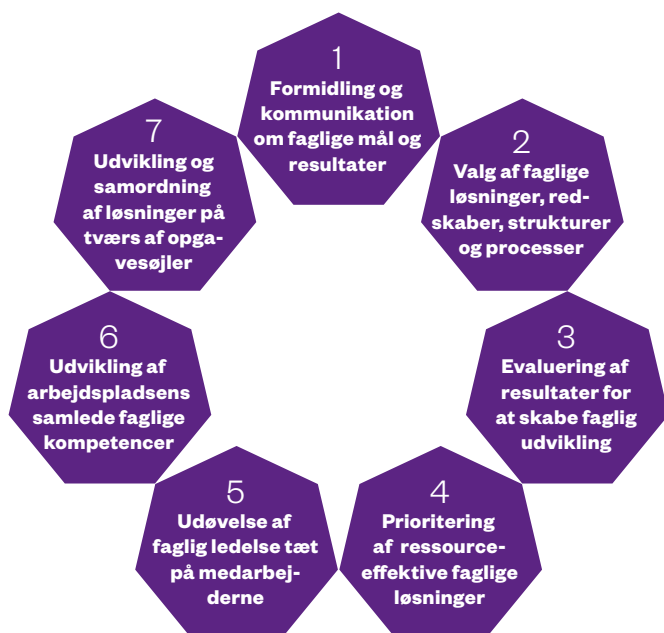 1
Formidling og
kommunikation
om faglige mål og
resultater
2
Valg af faglige
løsninger, red-
skaber, strukturer
og processer
3
Evaluering af
resultater for
at skabe faglig
udvikling
4
Prioritering
af ressource-
effektive faglige
løsninger
5
Udøvelse af
faglig ledelse tæt
på medarbej-
derne
6
Udvikling af
arbejdspladsens
samlede faglige
kompetencer
7
Udvikling og
samordning
af løsninger på
tværs af opga-
vesøjler